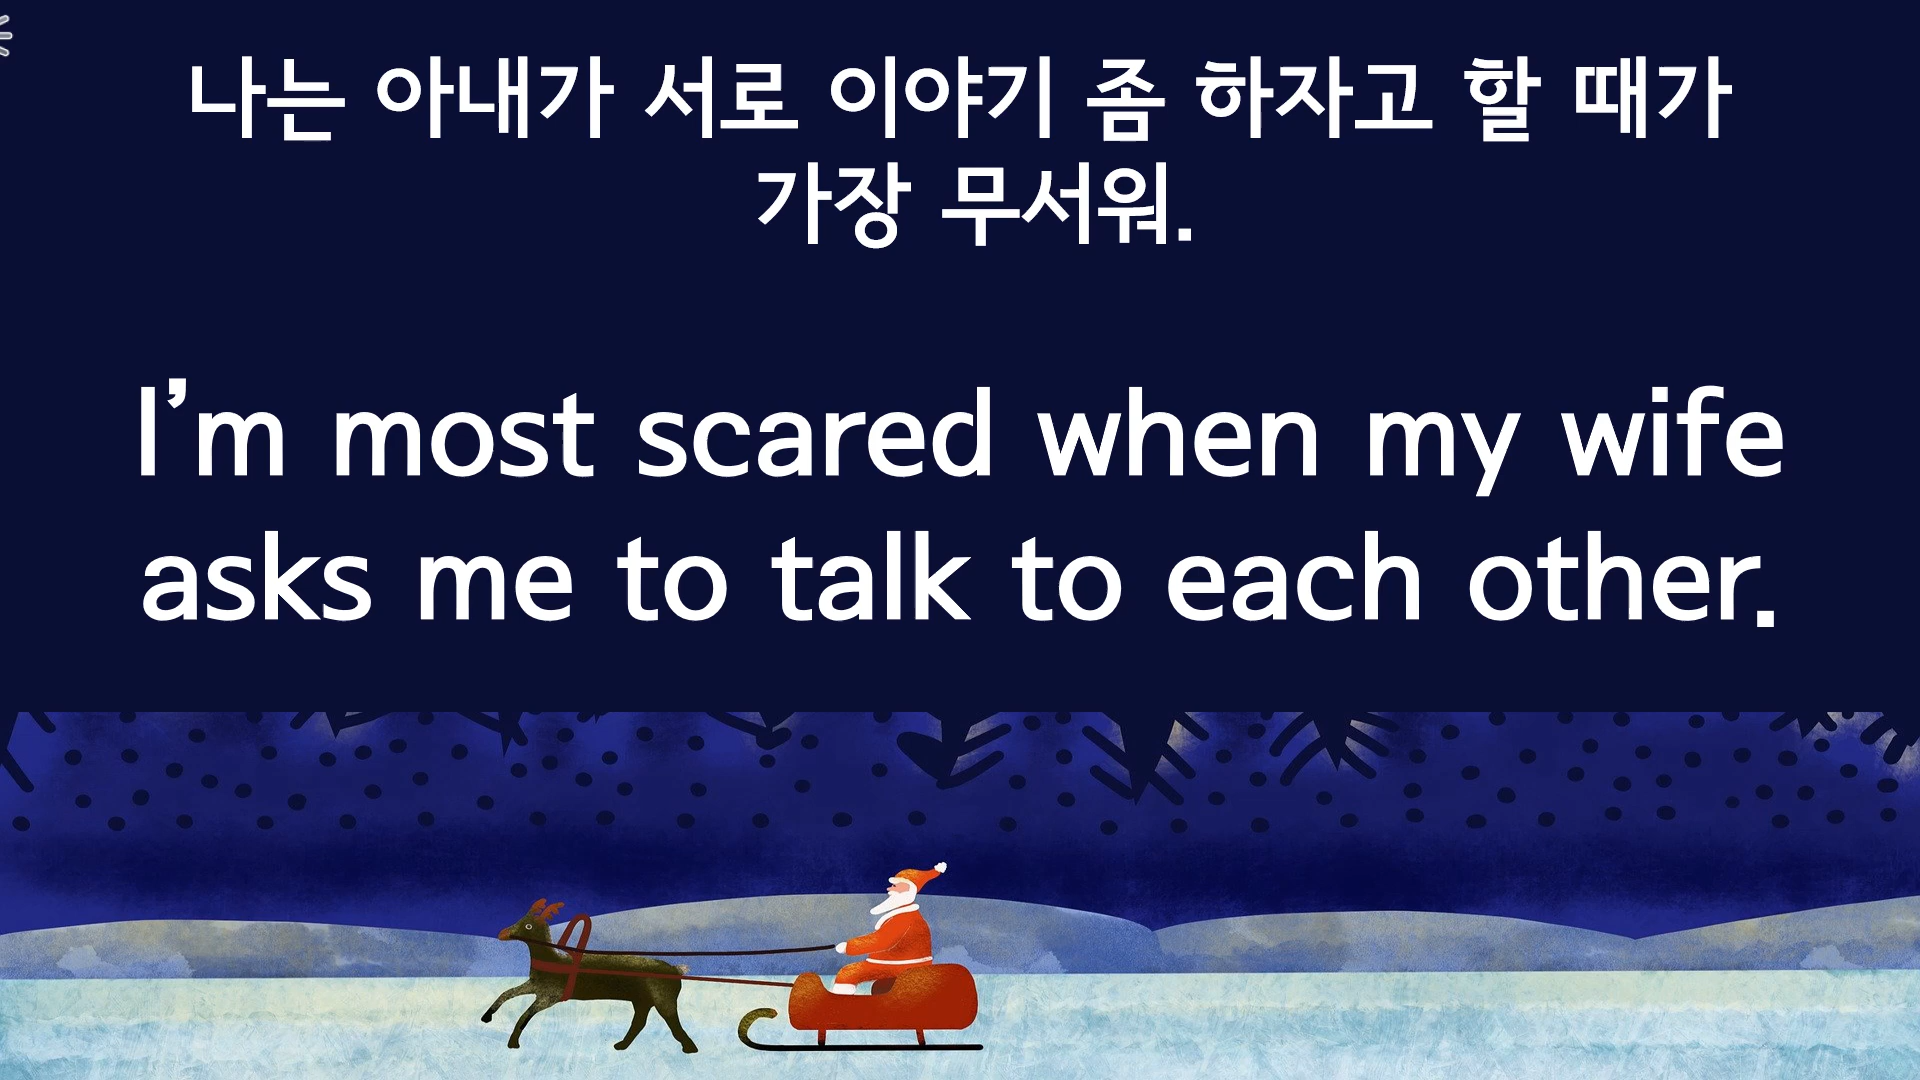 나는 아내가 서로 이야기 좀 하자고 할 때가
가장 무서워.
I’m most scared when my wife
asks me to talk to each other.